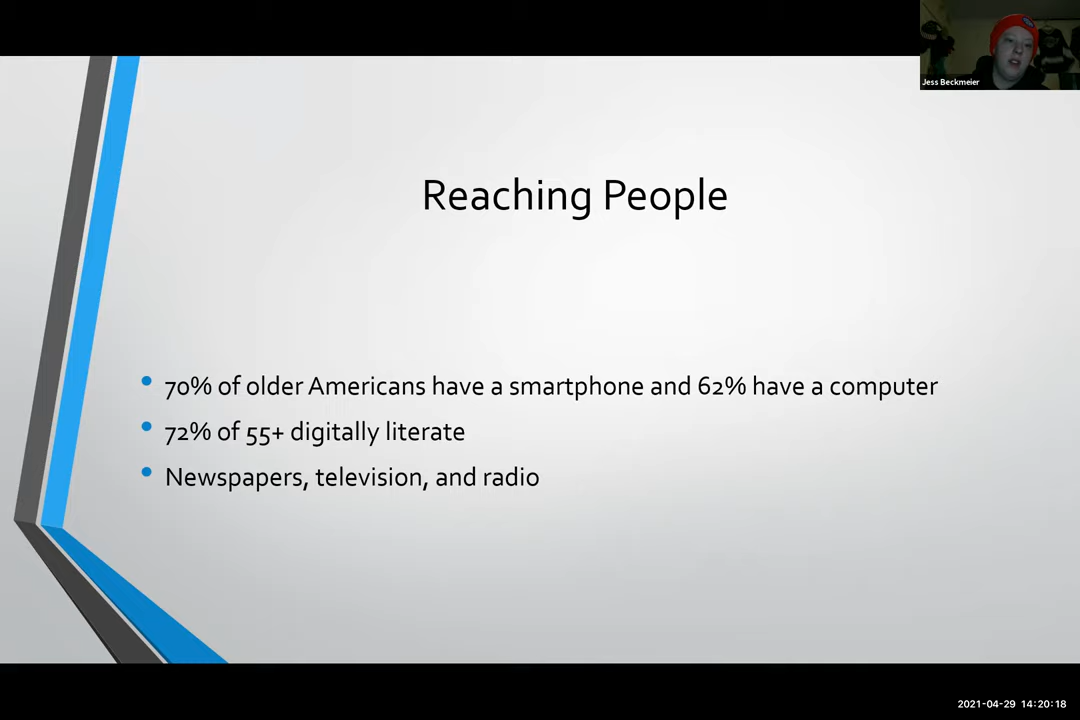 Jess Beckmeier
Reaching People
70% of older Americans have a smartphone and 62% have a computer
72% of 55+ digitally literate
Newspapers, television, and radio
2021-04-29 14:20:18